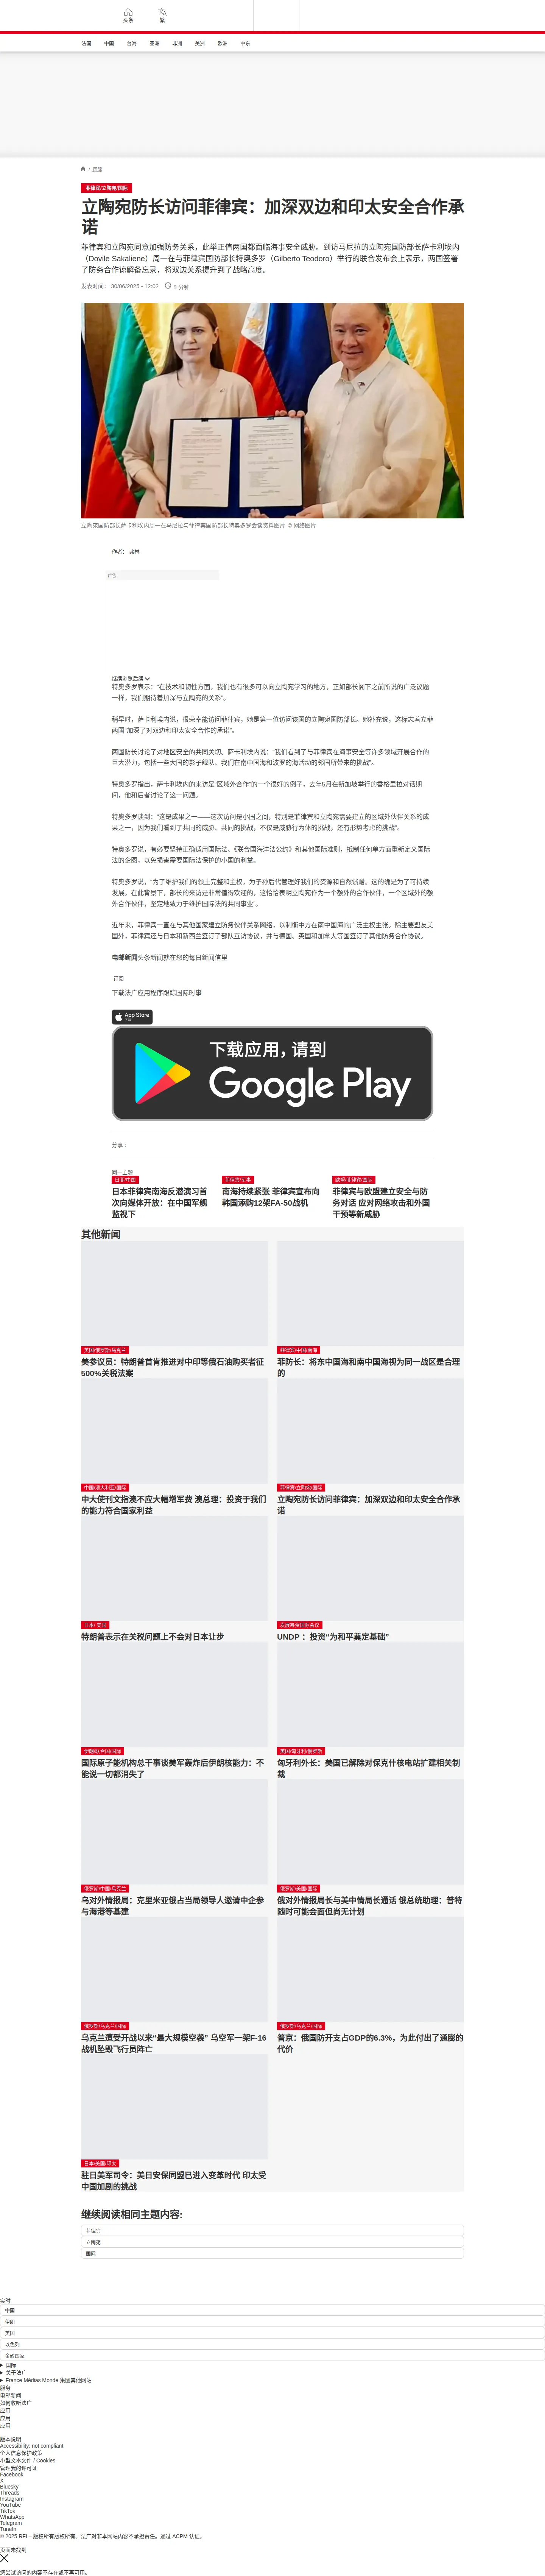 头条
繁
法国
中国
台海
亚洲
非洲
美洲
欧洲
中东
/ 国际
菲律宾/立陶宛/国际
立陶宛防长访问菲律宾：加深双边和印太安全合作承
诺
菲律宾和立陶宛同意加强防务关系，此举正值两国都面临海事安全威胁。到访马尼拉的立陶宛国防部长萨卡利埃内
（Dovile Sakaliene）周一在与菲律宾国防部长特奥多罗（Gilberto Teodoro）举行的联合发布会上表示，两国签署
了防务合作谅解备忘录，将双边关系提升到了战略高度。
发表时间： 30/06/2025 - 12:02
5 分钟
立陶宛国防部长萨卡利埃内周一在马尼拉与菲律宾国防部长特奥多罗会谈资料图片 © 网络图片
作者： 弗林
广告
继续浏览后续
特奥多罗表示：“在技术和韧性方面，我们也有很多可以向立陶宛学习的地方，正如部长阁下之前所说的广泛议题
一样，我们期待着加深与立陶宛的关系”。
稍早时，萨卡利埃内说，很荣幸能访问菲律宾，她是第一位访问该国的立陶宛国防部长。她补充说，这标志着立菲
两国“加深了对双边和印太安全合作的承诺”。
两国防长讨论了对地区安全的共同关切。萨卡利埃内说：“我们看到了与菲律宾在海事安全等许多领域开展合作的
巨大潜力，包括一些大国的影子舰队、我们在南中国海和波罗的海活动的邻国所带来的挑战”。
特奥多罗指出，萨卡利埃内的来访是“区域外合作”的一个很好的例子，去年5月在新加坡举行的香格里拉对话期
间，他和后者讨论了这一问题。
特奥多罗谈到：“这是成果之一——这次访问是小国之间，特别是菲律宾和立陶宛需要建立的区域外伙伴关系的成
果之一，因为我们看到了共同的威胁、共同的挑战，不仅是威胁行为体的挑战，还有形势考虑的挑战”。
特奥多罗说，有必要坚持正确适用国际法、《联合国海洋法公约》和其他国际准则，抵制任何单方面重新定义国际
法的企图，以免损害需要国际法保护的小国的利益。
特奥多罗说，“为了维护我们的领土完整和主权，为子孙后代管理好我们的资源和自然馈赠。这的确是为了可持续
发展。在此背景下，部长的来访是非常值得欢迎的，这恰恰表明立陶宛作为一个额外的合作伙伴，一个区域外的额
外合作伙伴，坚定地致力于维护国际法的共同事业”。
近年来，菲律宾一直在与其他国家建立防务伙伴关系网络，以制衡中方在南中国海的广泛主权主张。除主要盟友美
国外，菲律宾还与日本和新西兰签订了部队互访协议，并与德国、英国和加拿大等国签订了其他防务合作协议。
电邮新闻头条新闻就在您的每日新闻信里
订阅
下载法广应用程序跟踪国际时事
App Store
下载
下载应用，请到
Google Play
分享 :
同一主题
日菲/中国
日本菲律宾南海反潜演习首
次向媒体开放：在中国军舰
监视下
菲律宾/军事
南海持续紧张 菲律宾宣布向
韩国添购12架FA-50战机
欧盟/菲律宾/国际
菲律宾与欧盟建立安全与防
务对话 应对网络攻击和外国
干预等新威胁
其他新闻
美国/俄罗斯/乌克兰
美参议员：特朗普首肯推进对中印等俄石油购买者征
500%关税法案
菲律宾/中国/南海
菲防长：将东中国海和南中国海视为同一战区是合理
的
中国/澳大利亚/国际
中大使刊文指澳不应大幅增军费 澳总理：投资于我们
的能力符合国家利益
菲律宾/立陶宛/国际
立陶宛防长访问菲律宾：加深双边和印太安全合作承
诺
日本/ 美国
特朗普表示在关税问题上不会对日本让步
发展筹资国际会议
UNDP ：投资“为和平奠定基础”
伊朗/联合国/国际
国际原子能机构总干事谈美军轰炸后伊朗核能力：不
能说一切都消失了
美国/匈牙利/俄罗斯
匈牙利外长：美国已解除对保克什核电站扩建相关制
裁
俄罗斯/中国/乌克兰
乌对外情报局：克里米亚俄占当局领导人邀请中企参
与海港等基建
俄罗斯/美国/国际
俄对外情报局长与美中情局长通话 俄总统助理：普特
随时可能会面但尚无计划
俄罗斯/乌克兰/国际
乌克兰遭受开战以来“最大规模空袭” 乌空军一架F-16
战机坠毁飞行员阵亡
俄罗斯/乌克兰/国际
普京：俄国防开支占GDP的6.3%，为此付出了通膨的
代价
日本/美国/印太
驻日美军司令：美日安保同盟已进入变革时代 印太受
中国加剧的挑战
继续阅读相同主题内容:
菲律宾
立陶宛
国际
实时
中国
伊朗
美国
以色列
金砖国家
国际
关于法广
France Médias Monde 集团其他网站
服务
电邮新闻
如何收听法广
应用
应用
应用
版本说明
Accessibility: not compliant
个人信息保护政策
小型文本文件 / Cookies
管理我的许可证
Facebook
X
Bluesky
Threads
Instagram
YouTube
TikTok
WhatsApp
Telegram
TuneIn
© 2025 RFI – 版权所有版权所有。法广对非本网站内容不承担责任。通过 ACPM 认证。
页面未找到
您尝试访问的内容不存在或不再可用。